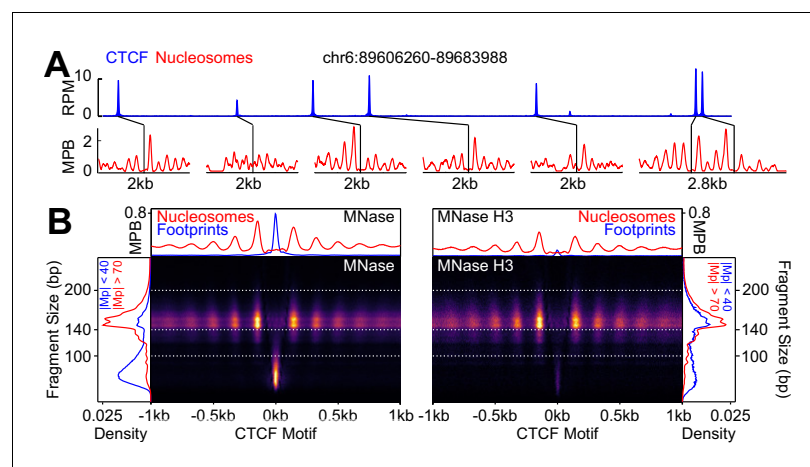 A
CTCF Nucleosomes
chr6:89606260-89683988
RPM
10
0
MPB
2
0
2kb
2kb
2kb
2kb
2kb
2.8kb
B
MPB
0.8
Nucleosomes
Footprints
MNase
MNase
Fragment Size (bp)
|Mp| < 40
|Mp| > 70
200
140
100
0.025
Density
-1kb
-0.5kb
0kb
0.5kb
1kb
CTCF Motif
MNase H3
Nucleosomes
Footprints
0.8
MPB
MNase H3
|Mp| < 40
|Mp| > 70
Fragment Size (bp)
200
140
100
-1kb
-0.5kb
0kb
0.5kb
1kb
CTCF Motif
0.025
Density